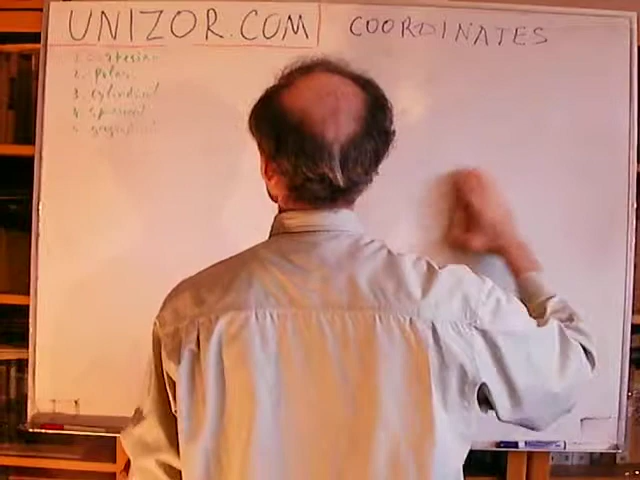 UNIZOR.COM COORDINATES
1. cartesian
2. polar
3. cylindrical
4. spherical
5. geographical